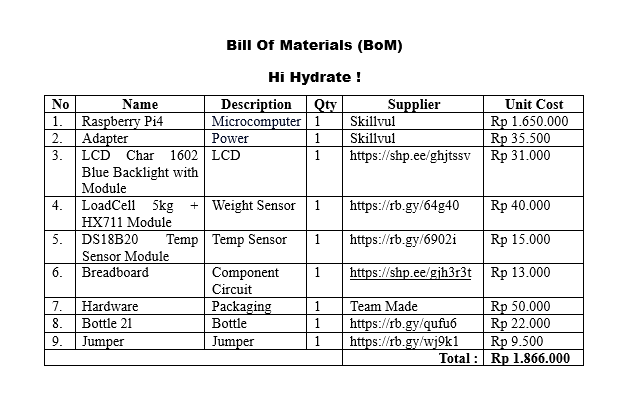 Bill Of Materials (BoM)
Hi Hydrate !
No Name Description Qty Supplier Unit Cost
1. Raspberry Pi4 Microcomputer 1 Skillvul Rp 1.650.000
2. Adapter Power 1 Skillvul Rp 35.500
3. LCD Char 1602 LCD 1 https://shp.ee/ghjtssv Rp 31.000
Blue Backlight with
Module
4. LoadCell 5kg + Weight Sensor 1 https://rb.gy/64g40 Rp 40.000
HX711 Module
5. DS18B20 Temp Temp Sensor 1 https://rb.gy/6902i Rp 15.000
Sensor Module
6. Breadboard Component 1 https://shp.ee/gjh3r3t Rp 13.000
Circuit
7. Hardware Packaging 1 Team Made Rp 50.000
8. Bottle 2l Bottle 1 https://rb.gy/qufu6 Rp 22.000
9. Jumper Jumper 1 https://rb.gy/wj9k1 Rp 9.500
Total : Rp 1.866.000